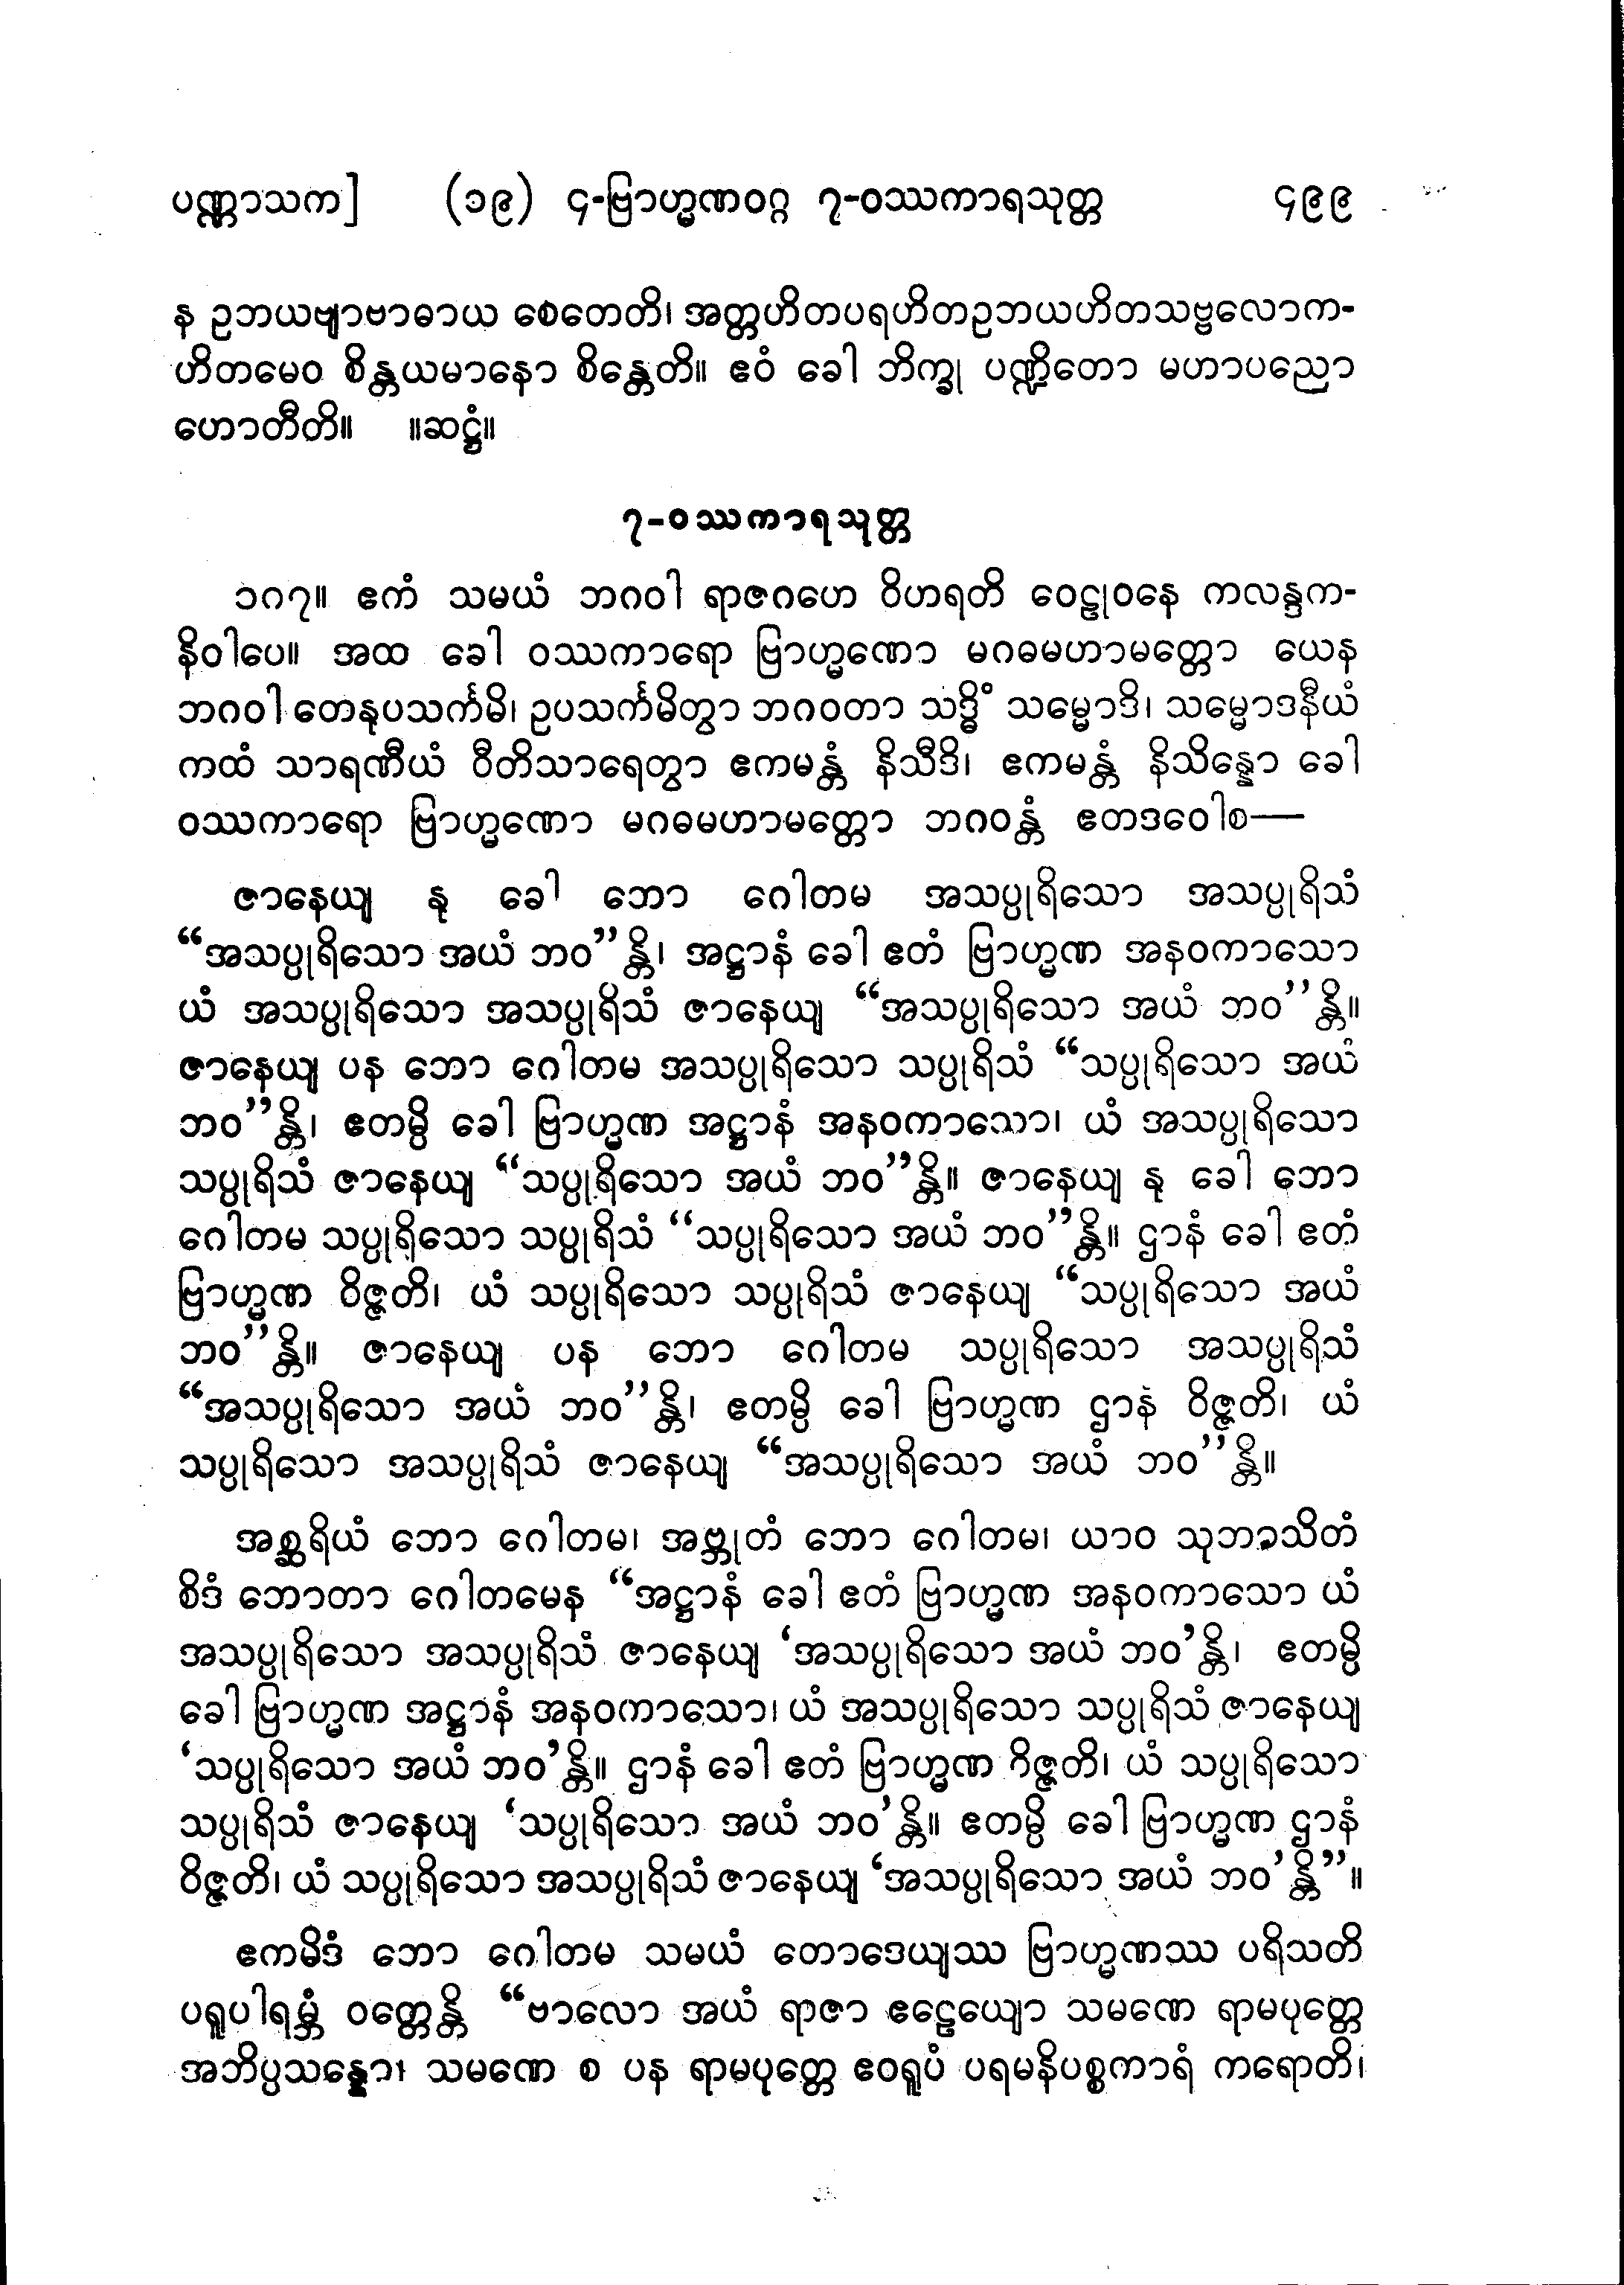 ပဏ္ဏာသက]  (၁၉) ၄-ဗြာဟ္မဏဝဂ္ဂ ၇-ဝဿကာရသုတ္တ  ၄၉၉
န ဥဘယဗျာဗာဓာယ စေတေတိ၊ အတ္တဟိတပရဟိတဥဘယဟိတသဗ္ဗလောက-
ဟိတမေဝ စိန္တယမာနော စိန္တေတိ။ ဧဝံ ခေါ ဘိက္ခု ပဏ္ဍိတော မဟာပညော
ဟောတီတိ။ ။ဆဋ္ဌံ။
၇-ဝဿကာရသုတ္တ
၁၈၇။ ဧကံ သမယံ ဘဂဝါ ရာဇဂဟေ ဝိဟရတိ ဝေဠုဝနေ ကလန္ဒက-
နိဝါပေ။ အထ ခေါ ဝဿကာရော ဗြာဟ္မဏော မဂဓမဟာမတ္တော ယေန
ဘဂဝါ တေနုပသင်္ကမိ၊ ဥပသင်္ကမိတွာ ဘဂဝတာ သဒ္ဓိံ သမ္မောဒိ၊ သမ္မောဒနီယံ
ကထံ သာရဏီယံ ဝီတိသာရေတွာ ဧကမန္တံ နိသီဒိ၊ ဧကမန္တံ နိသိန္နော ခေါ
ဝဿကာရော ဗြာဟ္မဏော မဂဓမဟာမတ္တော ဘဂဝန္တံ ဧတဒဝေါစ—
ဇာနေယျ နု ခေါ ဘော ဂေါတမ အသပ္ပုရိသော အသပ္ပုရိသံ
“အသပ္ပုရိသော အယံ ဘဝ”န္တိ၊ အဋ္ဌာနံ ခေါ ဧတံ ဗြာဟ္မဏ အနဝကာသော
ယံ အသပ္ပုရိသော အသပ္ပုရိသံ ဇာနေယျ “အသပ္ပုရိသော အယံ ဘဝ”န္တိ။
ဇာနေယျ ပန ဘော ဂေါတမ အသပ္ပုရိသော သပ္ပုရိသံ “သပ္ပုရိသော အယံ
ဘဝ”န္တိ၊ ဧတမ္ပိ ခေါ ဗြာဟ္မဏ အဋ္ဌာနံ အနဝကာသော၊ ယံ အသပ္ပုရိသော
သပ္ပုရိသံ ဇာနေယျ “သပ္ပုရိသော အယံ ဘဝ”န္တိ။ ဇာနေယျ နု ခေါ ဘော
ဂေါတမ သပ္ပုရိသော သပ္ပုရိသံ “သပ္ပုရိသော အယံ ဘဝ”န္တိ။ ဌာနံ ခေါ ဧတံ
ဗြာဟ္မဏ ဝိဇ္ဇတိ၊ ယံ သပ္ပုရိသော သပ္ပုရိသံ ဇာနေယျ “သပ္ပုရိသော အယံ
ဘဝ”န္တိ။ ဇာနေယျ ပန ဘော ဂေါတမ သပ္ပုရိသော အသပ္ပုရိသံ
“အသပ္ပုရိသော အယံ ဘဝ”န္တိ၊ ဧတမ္ပိ ခေါ ဗြာဟ္မဏ ဌာနံ ဝိဇ္ဇတိ၊ ယံ
သပ္ပုရိသော အသပ္ပုရိသံ ဇာနေယျ “အသပ္ပုရိသော အယံ ဘဝ”န္တိ။
အစ္ဆရိယံ ဘော ဂေါတမ၊ အဗ္ဘုတံ ဘော ဂေါတမ၊ ယာဝ သုဘာသိတံ
စိဒံ ဘောတာ ဂေါတမေန “အဋ္ဌာနံ ခေါ ဧတံ ဗြာဟ္မဏ အနဝကာသော ယံ
အသပ္ပုရိသော အသပ္ပုရိသံ ဇာနေယျ ‘အသပ္ပုရိသော အယံ ဘဝ’န္တိ၊ ဧတမ္ပိ
ခေါ ဗြာဟ္မဏ အဋ္ဌာနံ အနဝကာသော၊ ယံ အသပ္ပုရိသော သပ္ပုရိသံ ဇာနေယျ
‘သပ္ပုရိသော အယံ ဘဝ’န္တိ။ ဌာနံ ခေါ ဧတံ ဗြာဟ္မဏ ဝိဇ္ဇတိ၊ ယံ သပ္ပုရိသော
သပ္ပုရိသံ ဇာနေယျ ‘သပ္ပုရိသော အယံ ဘဝ’န္တိ။ ဧတမ္ပိ ခေါ ဗြာဟ္မဏ ဌာနံ
ဝိဇ္ဇတိ၊ ယံ သပ္ပုရိသော အသပ္ပုရိသံ ဇာနေယျ ‘အသပ္ပုရိသော အယံ ဘဝ’န္တိ”။
ဧကမိဒံ ဘော ဂေါတမ သမယံ တောဒေယျဿ ဗြာဟ္မဏဿ ပရိသတိ
ပရူပါရမ္ဘံ ဝတ္တေန္တိ “ဗာလော အယံ ရာဇာ ဧဠေယျော သမဏေ ရာမပုတ္တေ
အဘိပ္ပသန္နော၊ သမဏေ စ ပန ရာမပုတ္တေ ဧဝရူပံ ပရမနိပစ္စကာရံ ကရောတိ၊